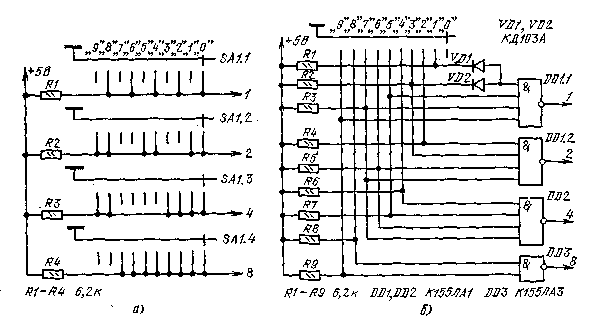 "9" "8" "7" "6" "5" "4" "3" "2" "1" "0"
SA1.1
+5В
R1
1
SA1.2
R2
2
SA1.3
R3
4
SA1.4
R4
8
R1-R4 6,2к
а)
"9" "8" "7" "6" "5" "4" "3" "2" "1" "0"
VD1, VD2
КД103А
+5В
R1
VD1
R2
VD2
R3
&
DD1.1
1
R4
&
DD1.2
2
R5
R6
&
DD2
4
R7
R8
&
DD3
8
R9
R1-R9 6,2к DD1,DD2 К155ЛА1 DD3 К155ЛА3
б)